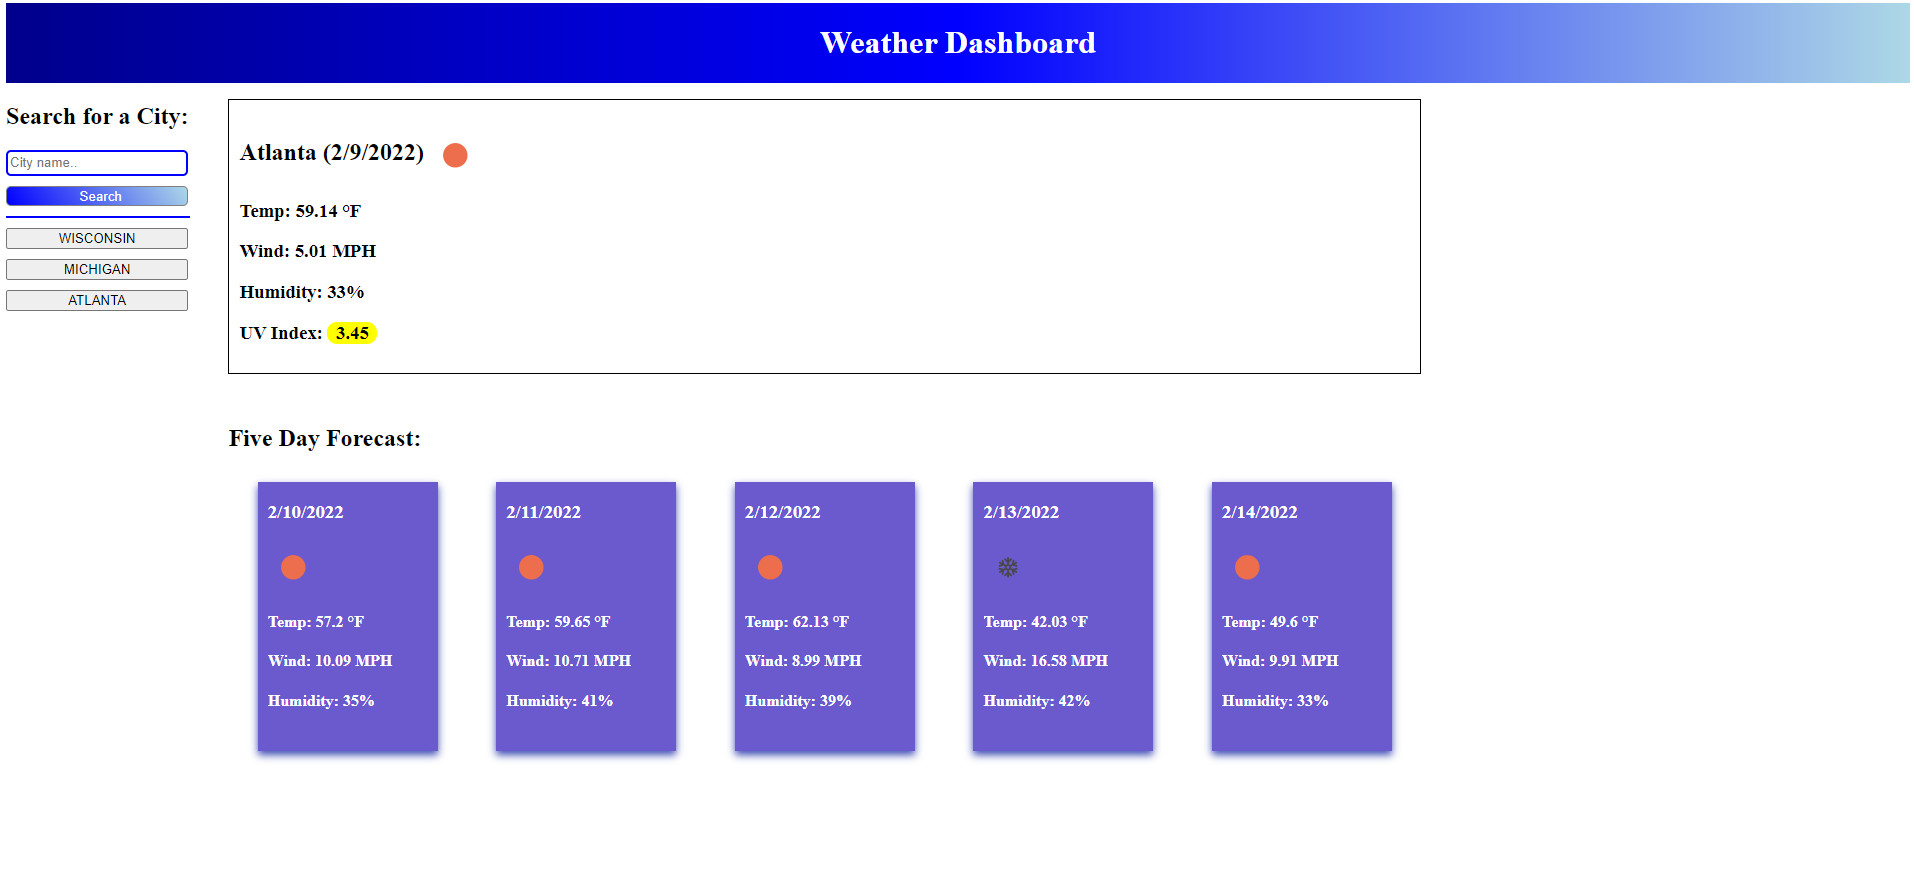 Weather Dashboard
Search for a City:
City name..
Search
WISCONSIN
MICHIGAN
ATLANTA
Atlanta (2/9/2022)
Temp: 59.14 °F
Wind: 5.01 MPH
Humidity: 33%
UV Index: 3.45
Five Day Forecast:
2/10/2022
Temp: 57.2 °F
Wind: 10.09 MPH
Humidity: 35%
2/11/2022
Temp: 59.65 °F
Wind: 10.71 MPH
Humidity: 41%
2/12/2022
Temp: 62.13 °F
Wind: 8.99 MPH
Humidity: 39%
2/13/2022
Temp: 42.03 °F
Wind: 16.58 MPH
Humidity: 42%
2/14/2022
Temp: 49.6 °F
Wind: 9.91 MPH
Humidity: 33%